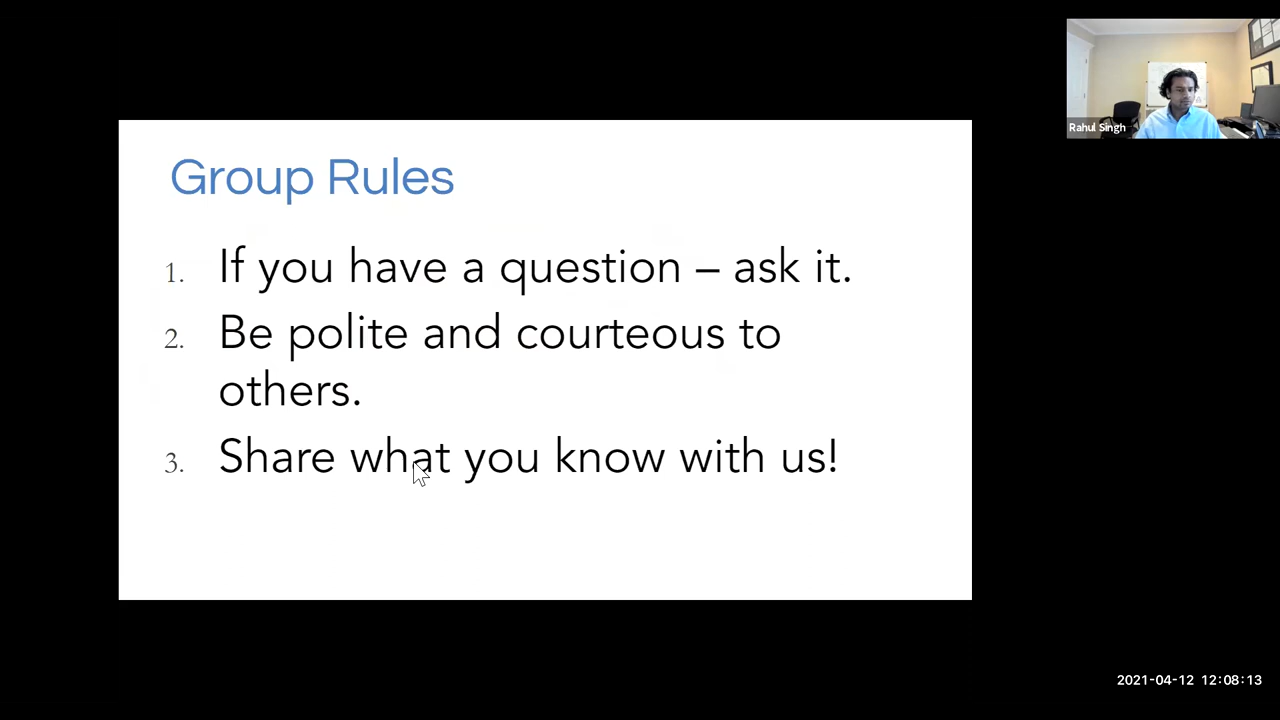 Rahul Singh
Group Rules
1. If you have a question – ask it.
2. Be polite and courteous to
others.
3. Share what you know with us!
2021-04-12 12:08:13